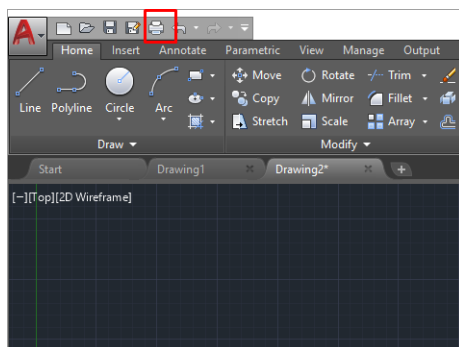 A
Home Insert Annotate Parametric View Manage Output
Move Rotate Trim
Line Polyline Circle Arc Copy Mirror Fillet
Stretch Scale Array
Draw Modify
Start Drawing1 Drawing2*
[−][Top][2D Wireframe]